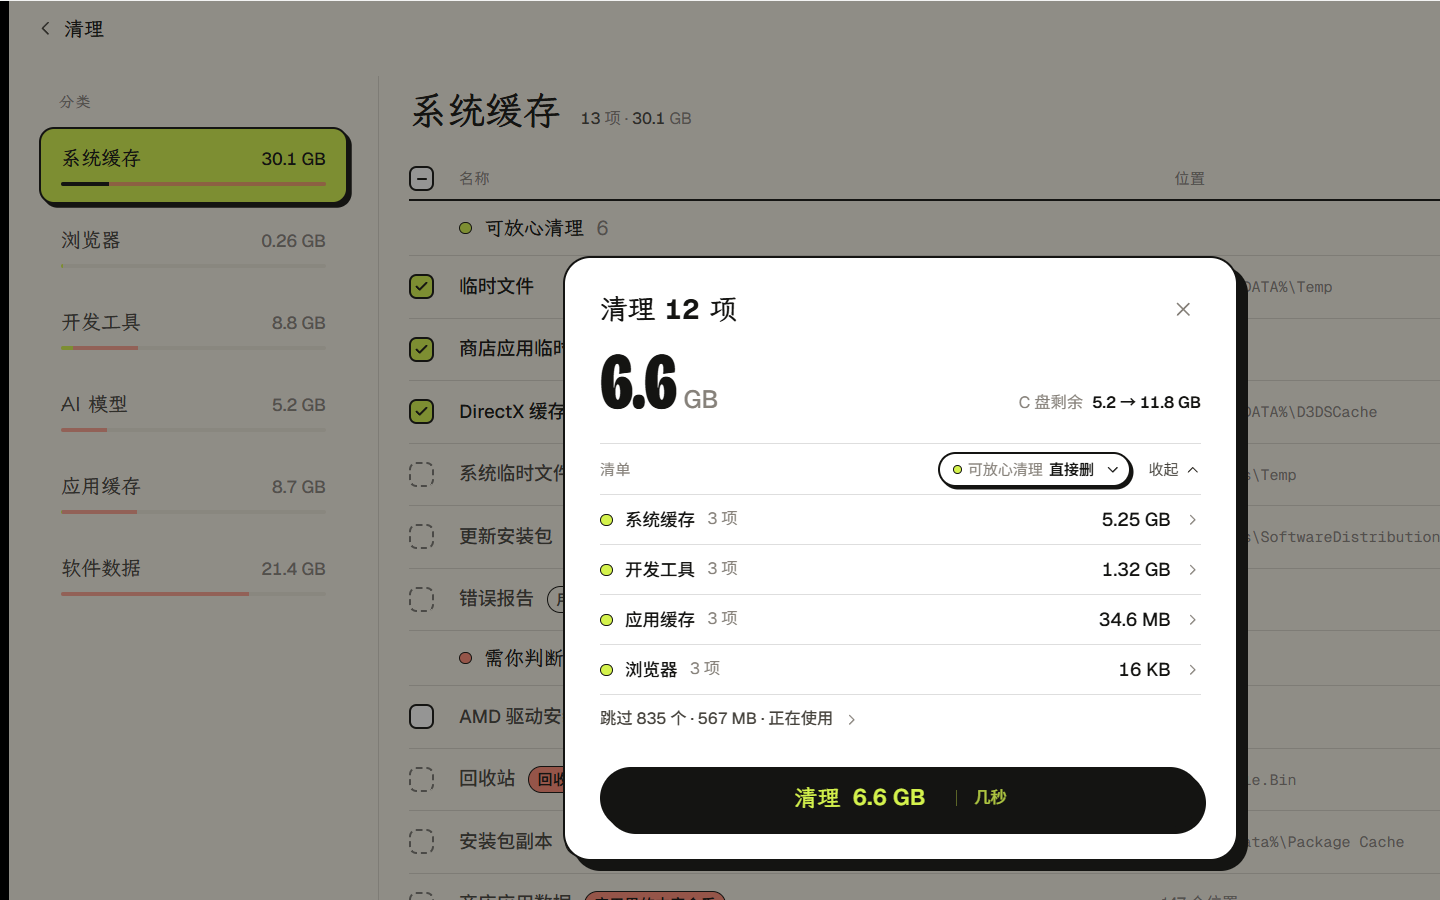 清理
分类
系统缓存 30.1 GB
浏览器 0.26 GB
开发工具 8.8 GB
AI 模型 5.2 GB
应用缓存 8.7 GB
软件数据 21.4 GB
系统缓存 13 项 · 30.1 GB
名称 位置
可放心清理 6
临时文件 DATA%\Temp
商店应用临时
DirectX 缓存 DATA%\D3DSCache
系统临时文件 s\Temp
更新安装包 s\SoftwareDistribution
错误报告
需你判断
AMD 驱动安
回收站 回收 le.Bin
安装包副本 ata%\Package Cache
清理 12 项
6.6 GB
C 盘剩余 5.2 → 11.8 GB
清单 可放心清理 直接删 收起
系统缓存 3 项 5.25 GB
开发工具 3 项 1.32 GB
应用缓存 3 项 34.6 MB
浏览器 3 项 16 KB
跳过 835 个 · 567 MB · 正在使用
清理 6.6 GB 几秒